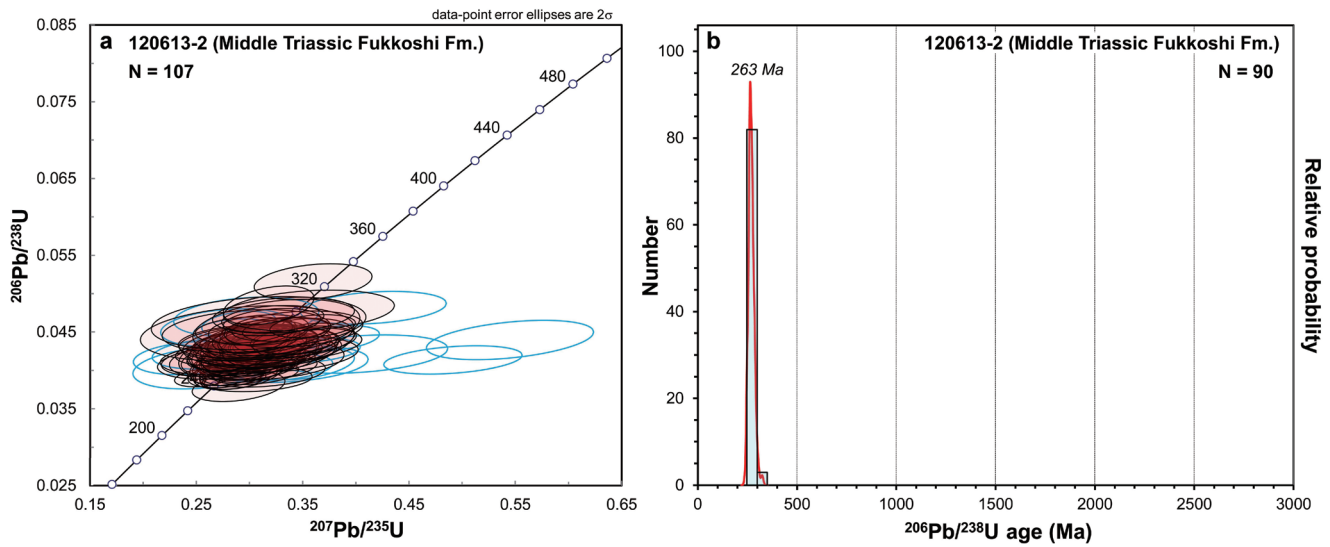 data-point error ellipses are 2σ
a 120613-2 (Middle Triassic Fukkoshi Fm.)
N = 107
0.085
0.075
0.065
0.055
0.045
0.035
0.025
206Pb/238U
480
440
400
360
320
200
0.15
0.25
0.35
0.45
0.55
0.65
207Pb/235U
b 120613-2 (Middle Triassic Fukkoshi Fm.)
N = 90
263 Ma
100
80
60
40
20
0
Number
Relative probability
0
500
1000
1500
2000
2500
3000
206Pb/238U age (Ma)